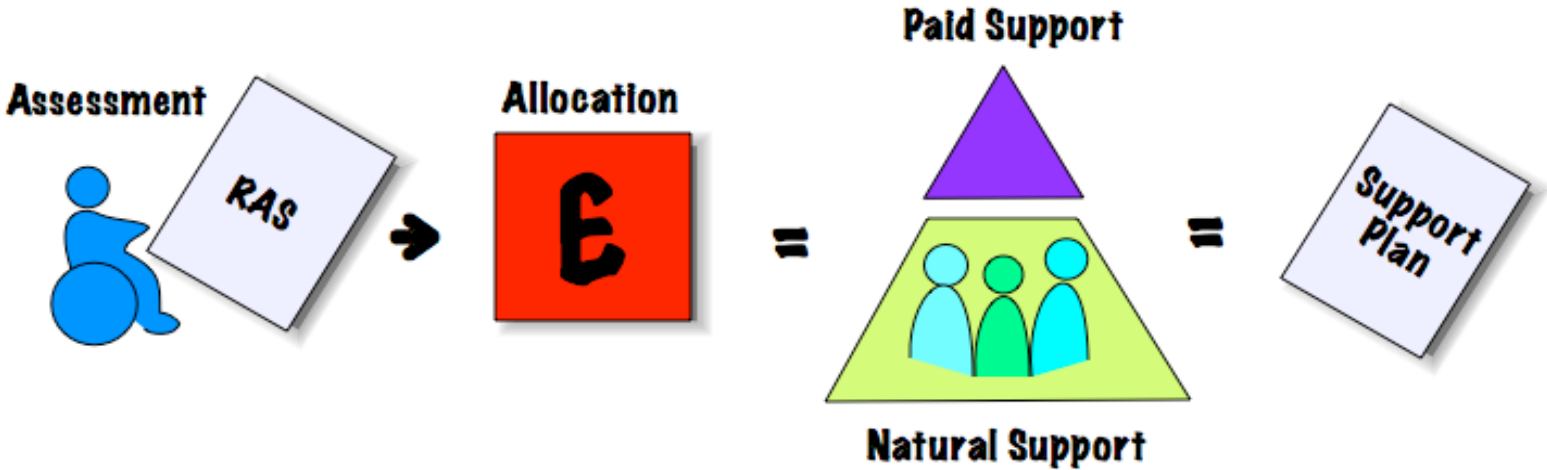 Assessment
RAS
➔
Allocation
£
=
Paid Support
Natural Support
=
Support
Plan